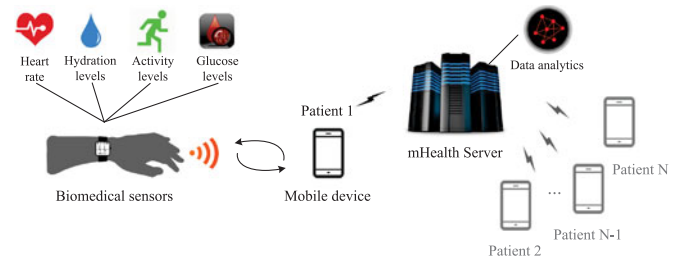 Heart rate
Hydration levels
Activity levels
Glucose levels
Data analytics
Patient 1
mHealth Server
Patient N
Biomedical sensors
Mobile device
...
Patient 2
Patient N-1